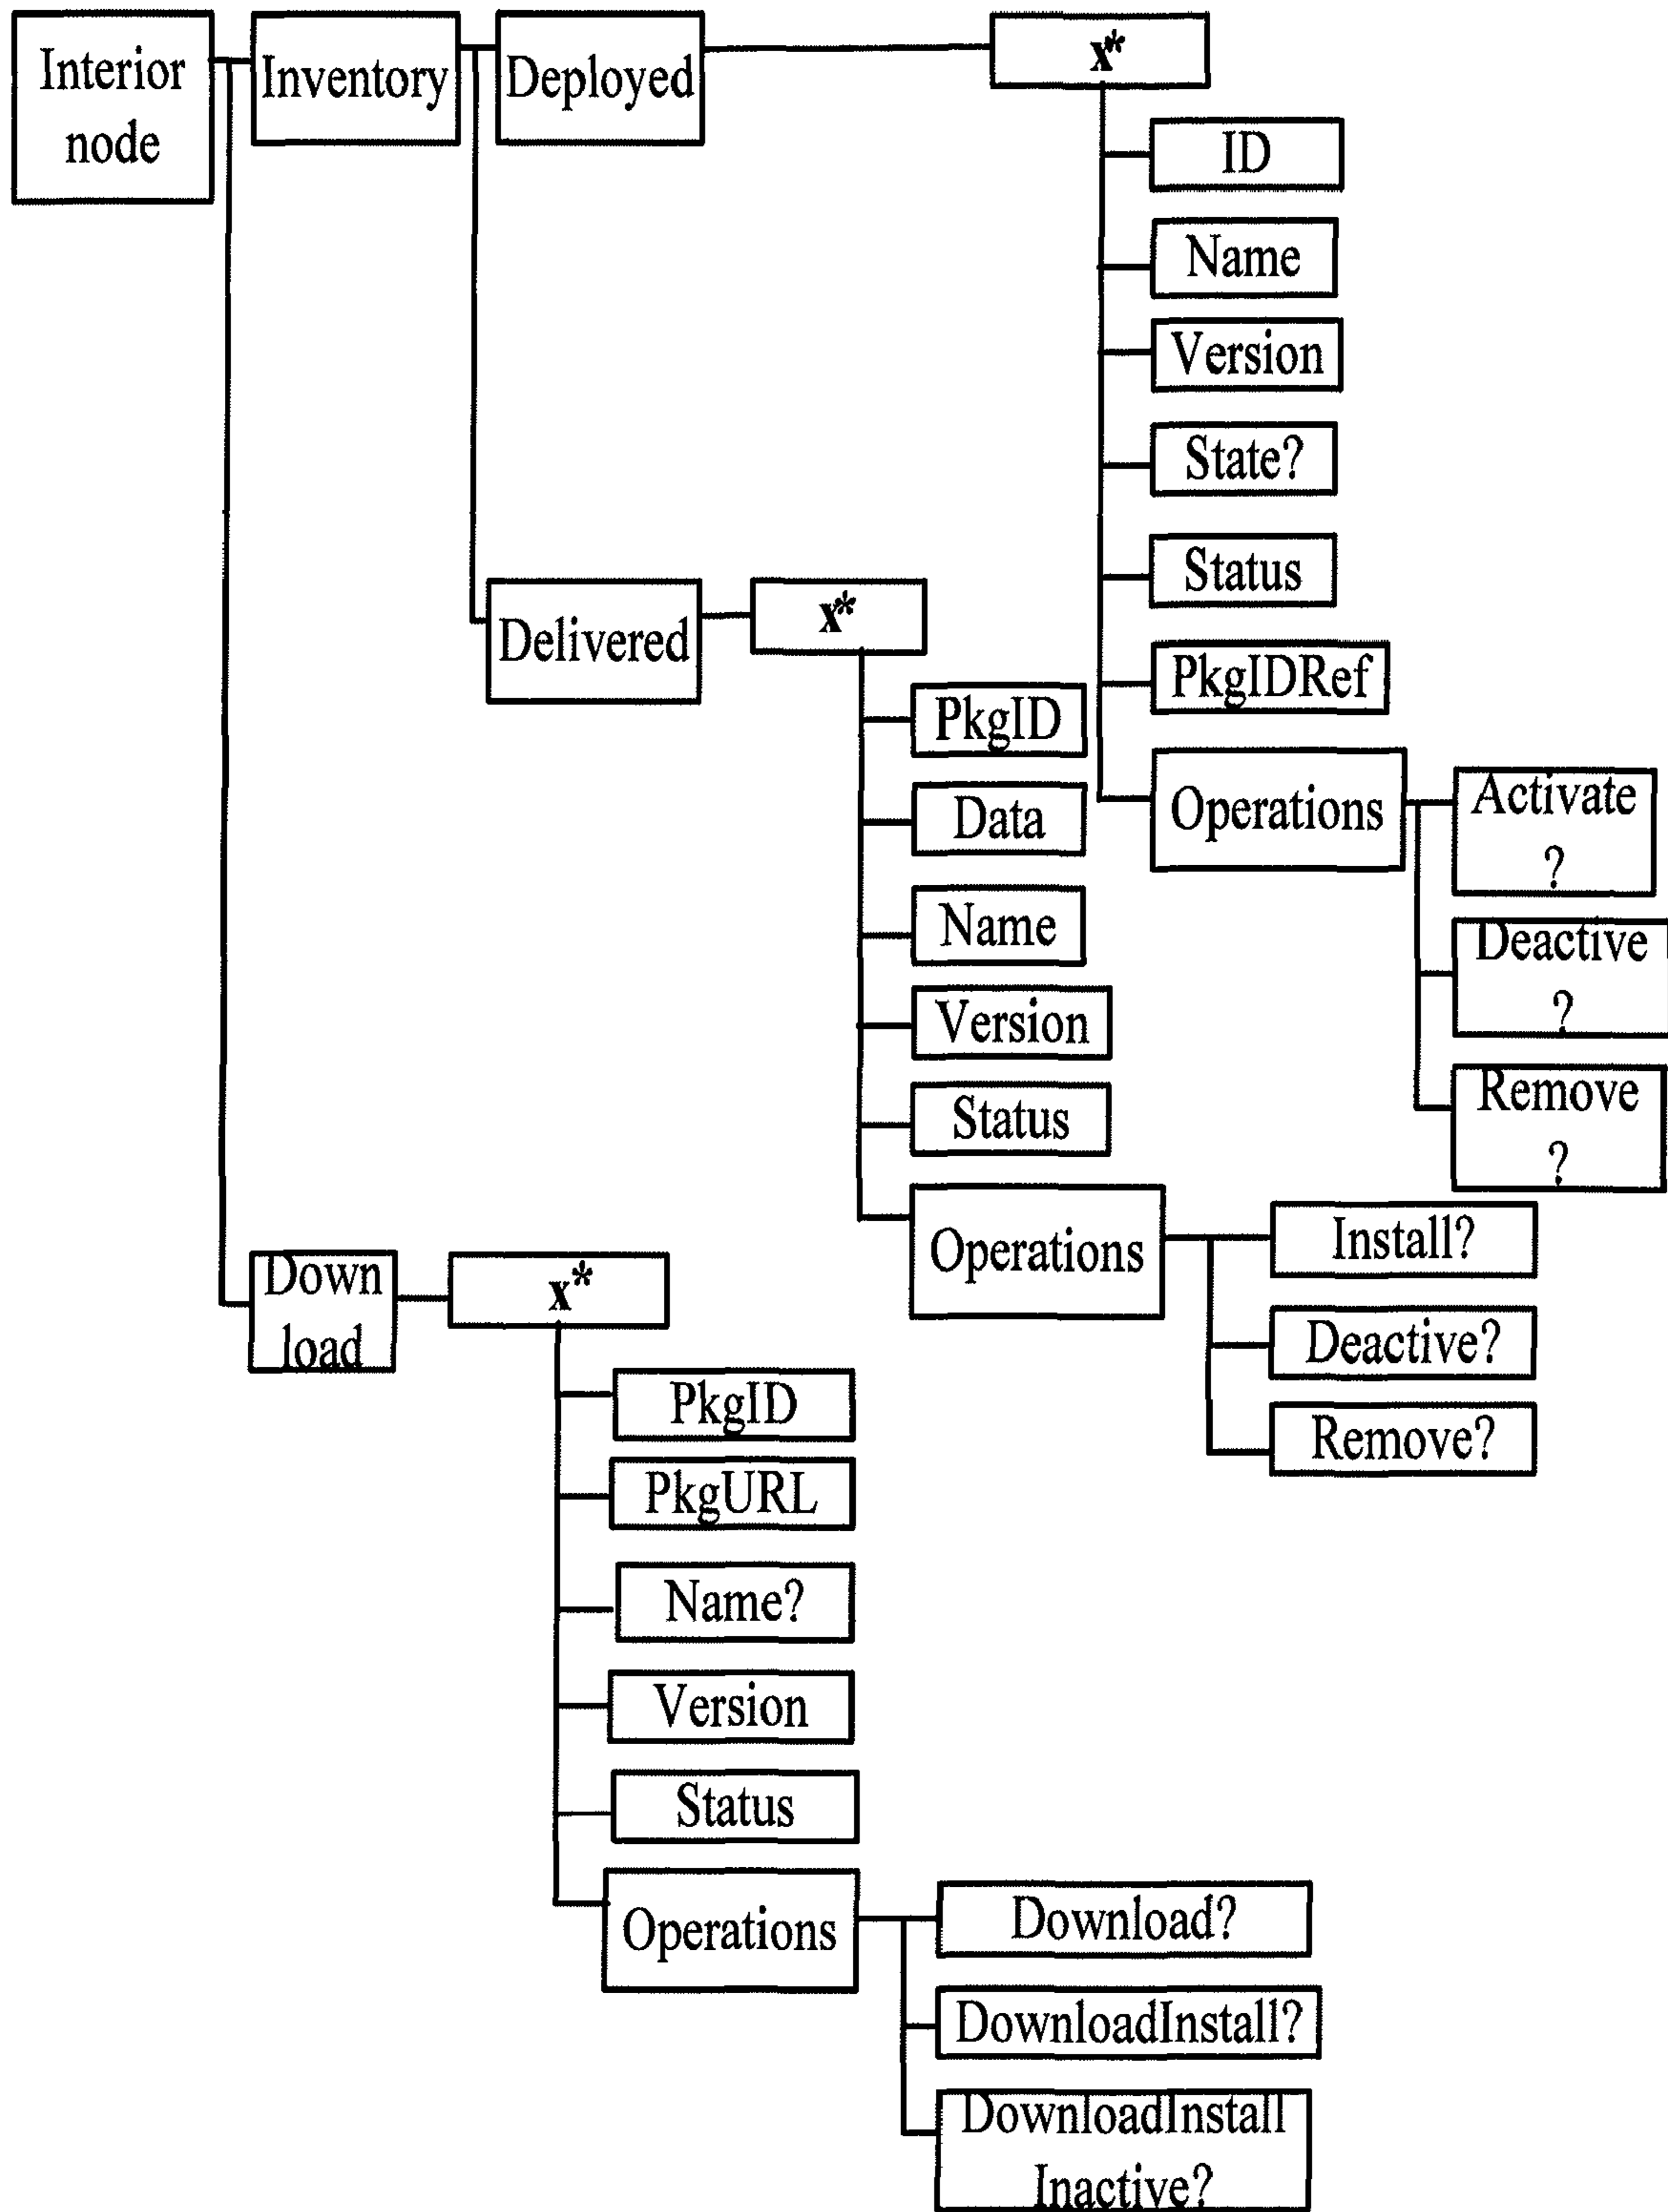 Interior
node
Inventory
Deployed
x*
ID
Name
Version
State?
Status
PkgIDRef
Operations
Activate
?
Deactive
?
Remove
?
Delivered
x*
PkgID
Data
Name
Version
Status
Operations
Install?
Deactive?
Remove?
Down
load
x*
PkgID
PkgURL
Name?
Version
Status
Operations
Download?
DownloadInstall?
DownloadInstall
Inactive?